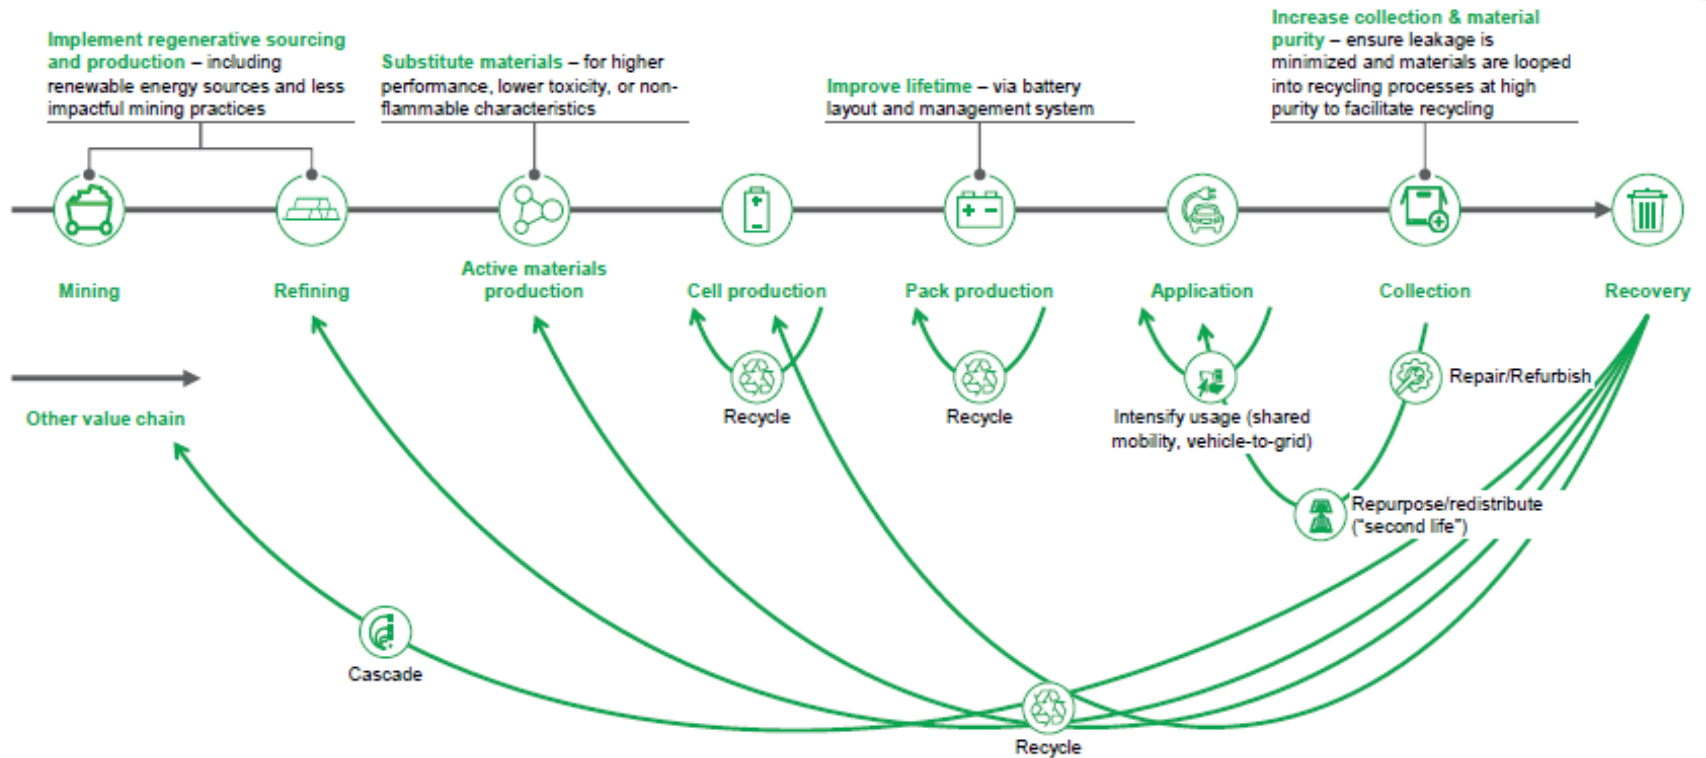 Implement regenerative sourcing
and production – including
renewable energy sources and less
impactful mining practices
Substitute materials – for higher
performance, lower toxicity, or non-
flammable characteristics
Improve lifetime – via battery
layout and management system
Increase collection & material
purity – ensure leakage is
minimized and materials are looped
into recycling processes at high
purity to facilitate recycling
Mining
Refining
Active materials
production
Cell production
Pack production
Application
Collection
Recovery
Other value chain
Recycle
Recycle
Intensify usage (shared
mobility, vehicle-to-grid)
Repair/Refurbish
Repurpose/redistribute
("second life")
Cascade
Recycle